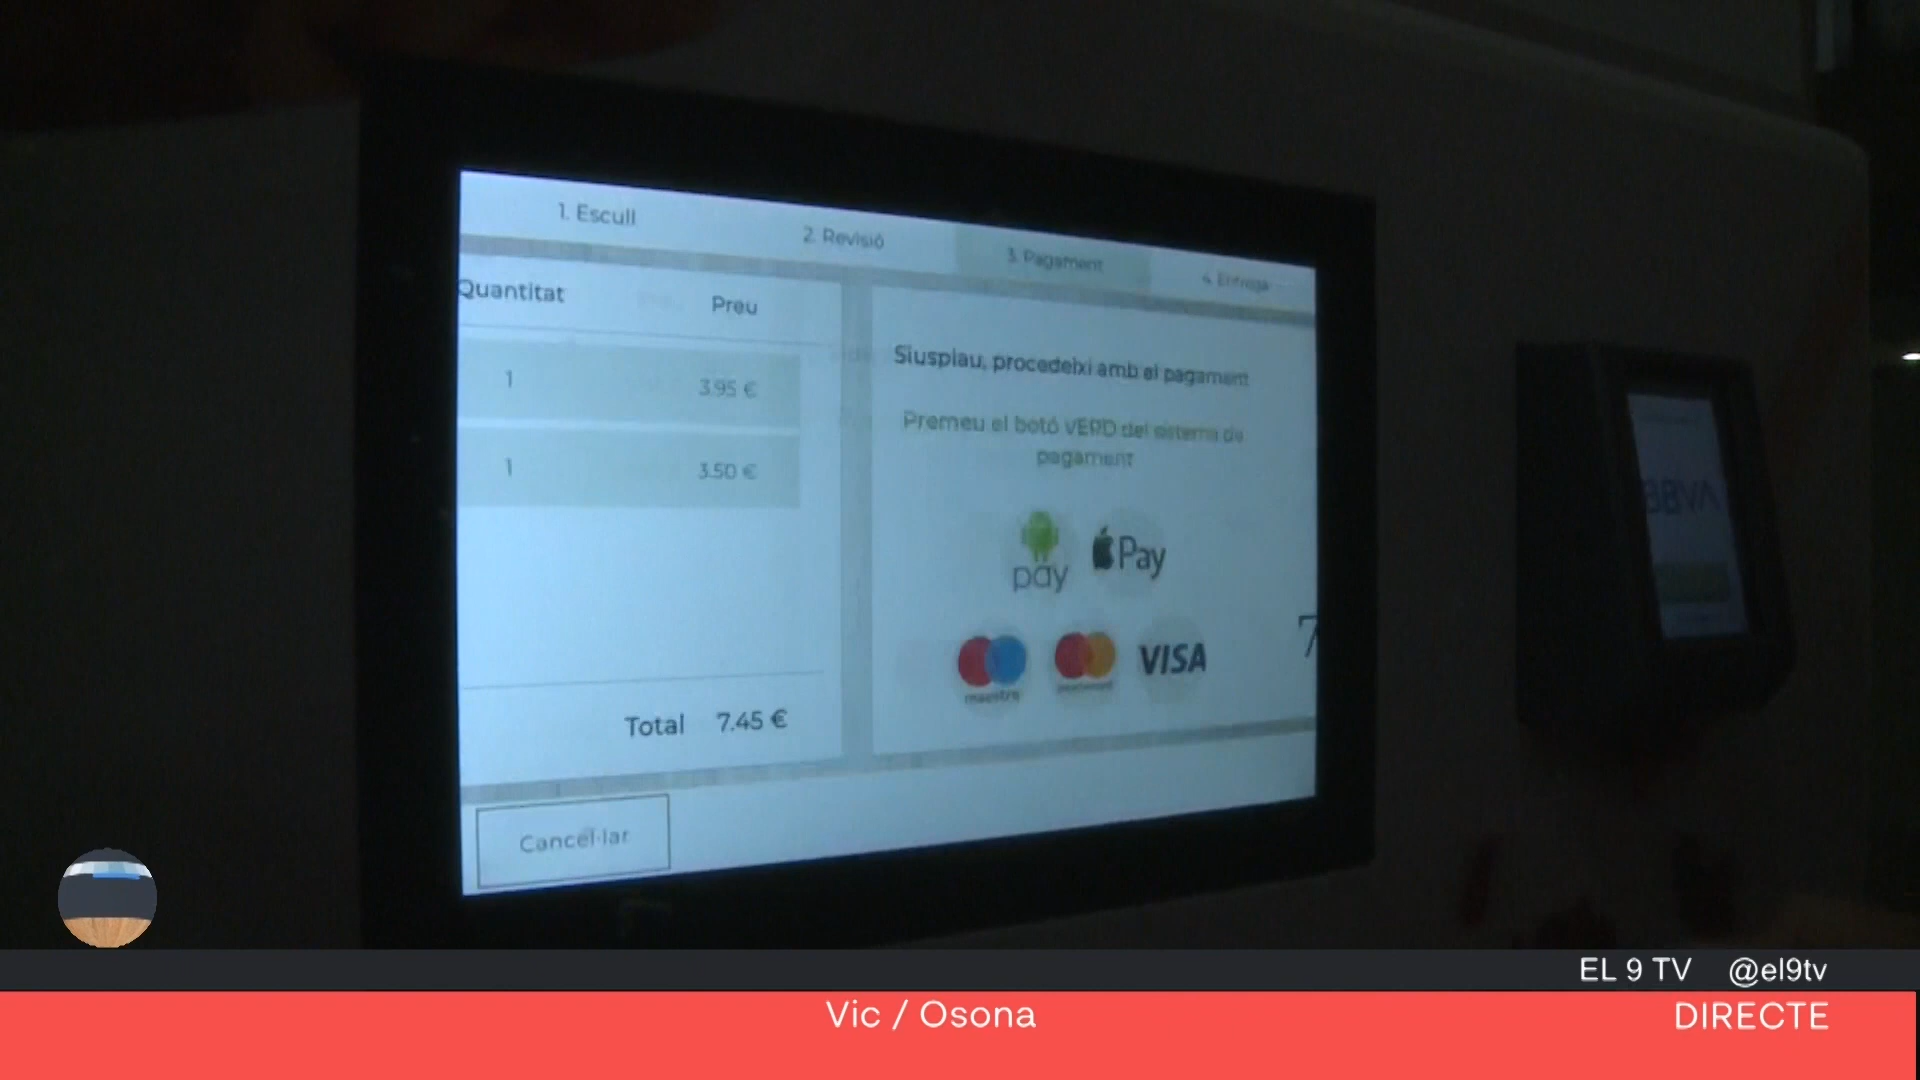 1. Escull
2. Revisió
3. Pagament
4. Entrega
Quantitat Preu
1 3.95 €
1 3.50 €
Total 7.45 €
Cancel·lar
Siusplau, procedeixi amb el pagament
Premeu el botó VERD del sistema de
pagament
pay
Pay
maestro
mastercard
VISA
7
BBVA
EL 9 TV @el9tv
Vic / Osona
DIRECTE